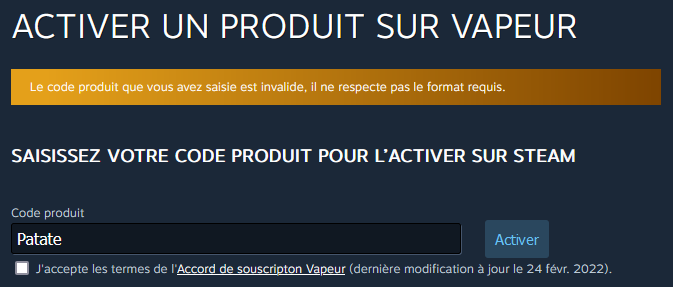 ACTIVER UN PRODUIT SUR VAPEUR
Le code produit que vous avez saisie est invalide, il ne respecte pas le format requis.
SAISISSEZ VOTRE CODE PRODUIT POUR L'ACTIVER SUR STEAM
Code produit
Patate
Activer
J'accepte les termes de l'Accord de souscripton Vapeur (dernière modification à jour le 24 févr. 2022).